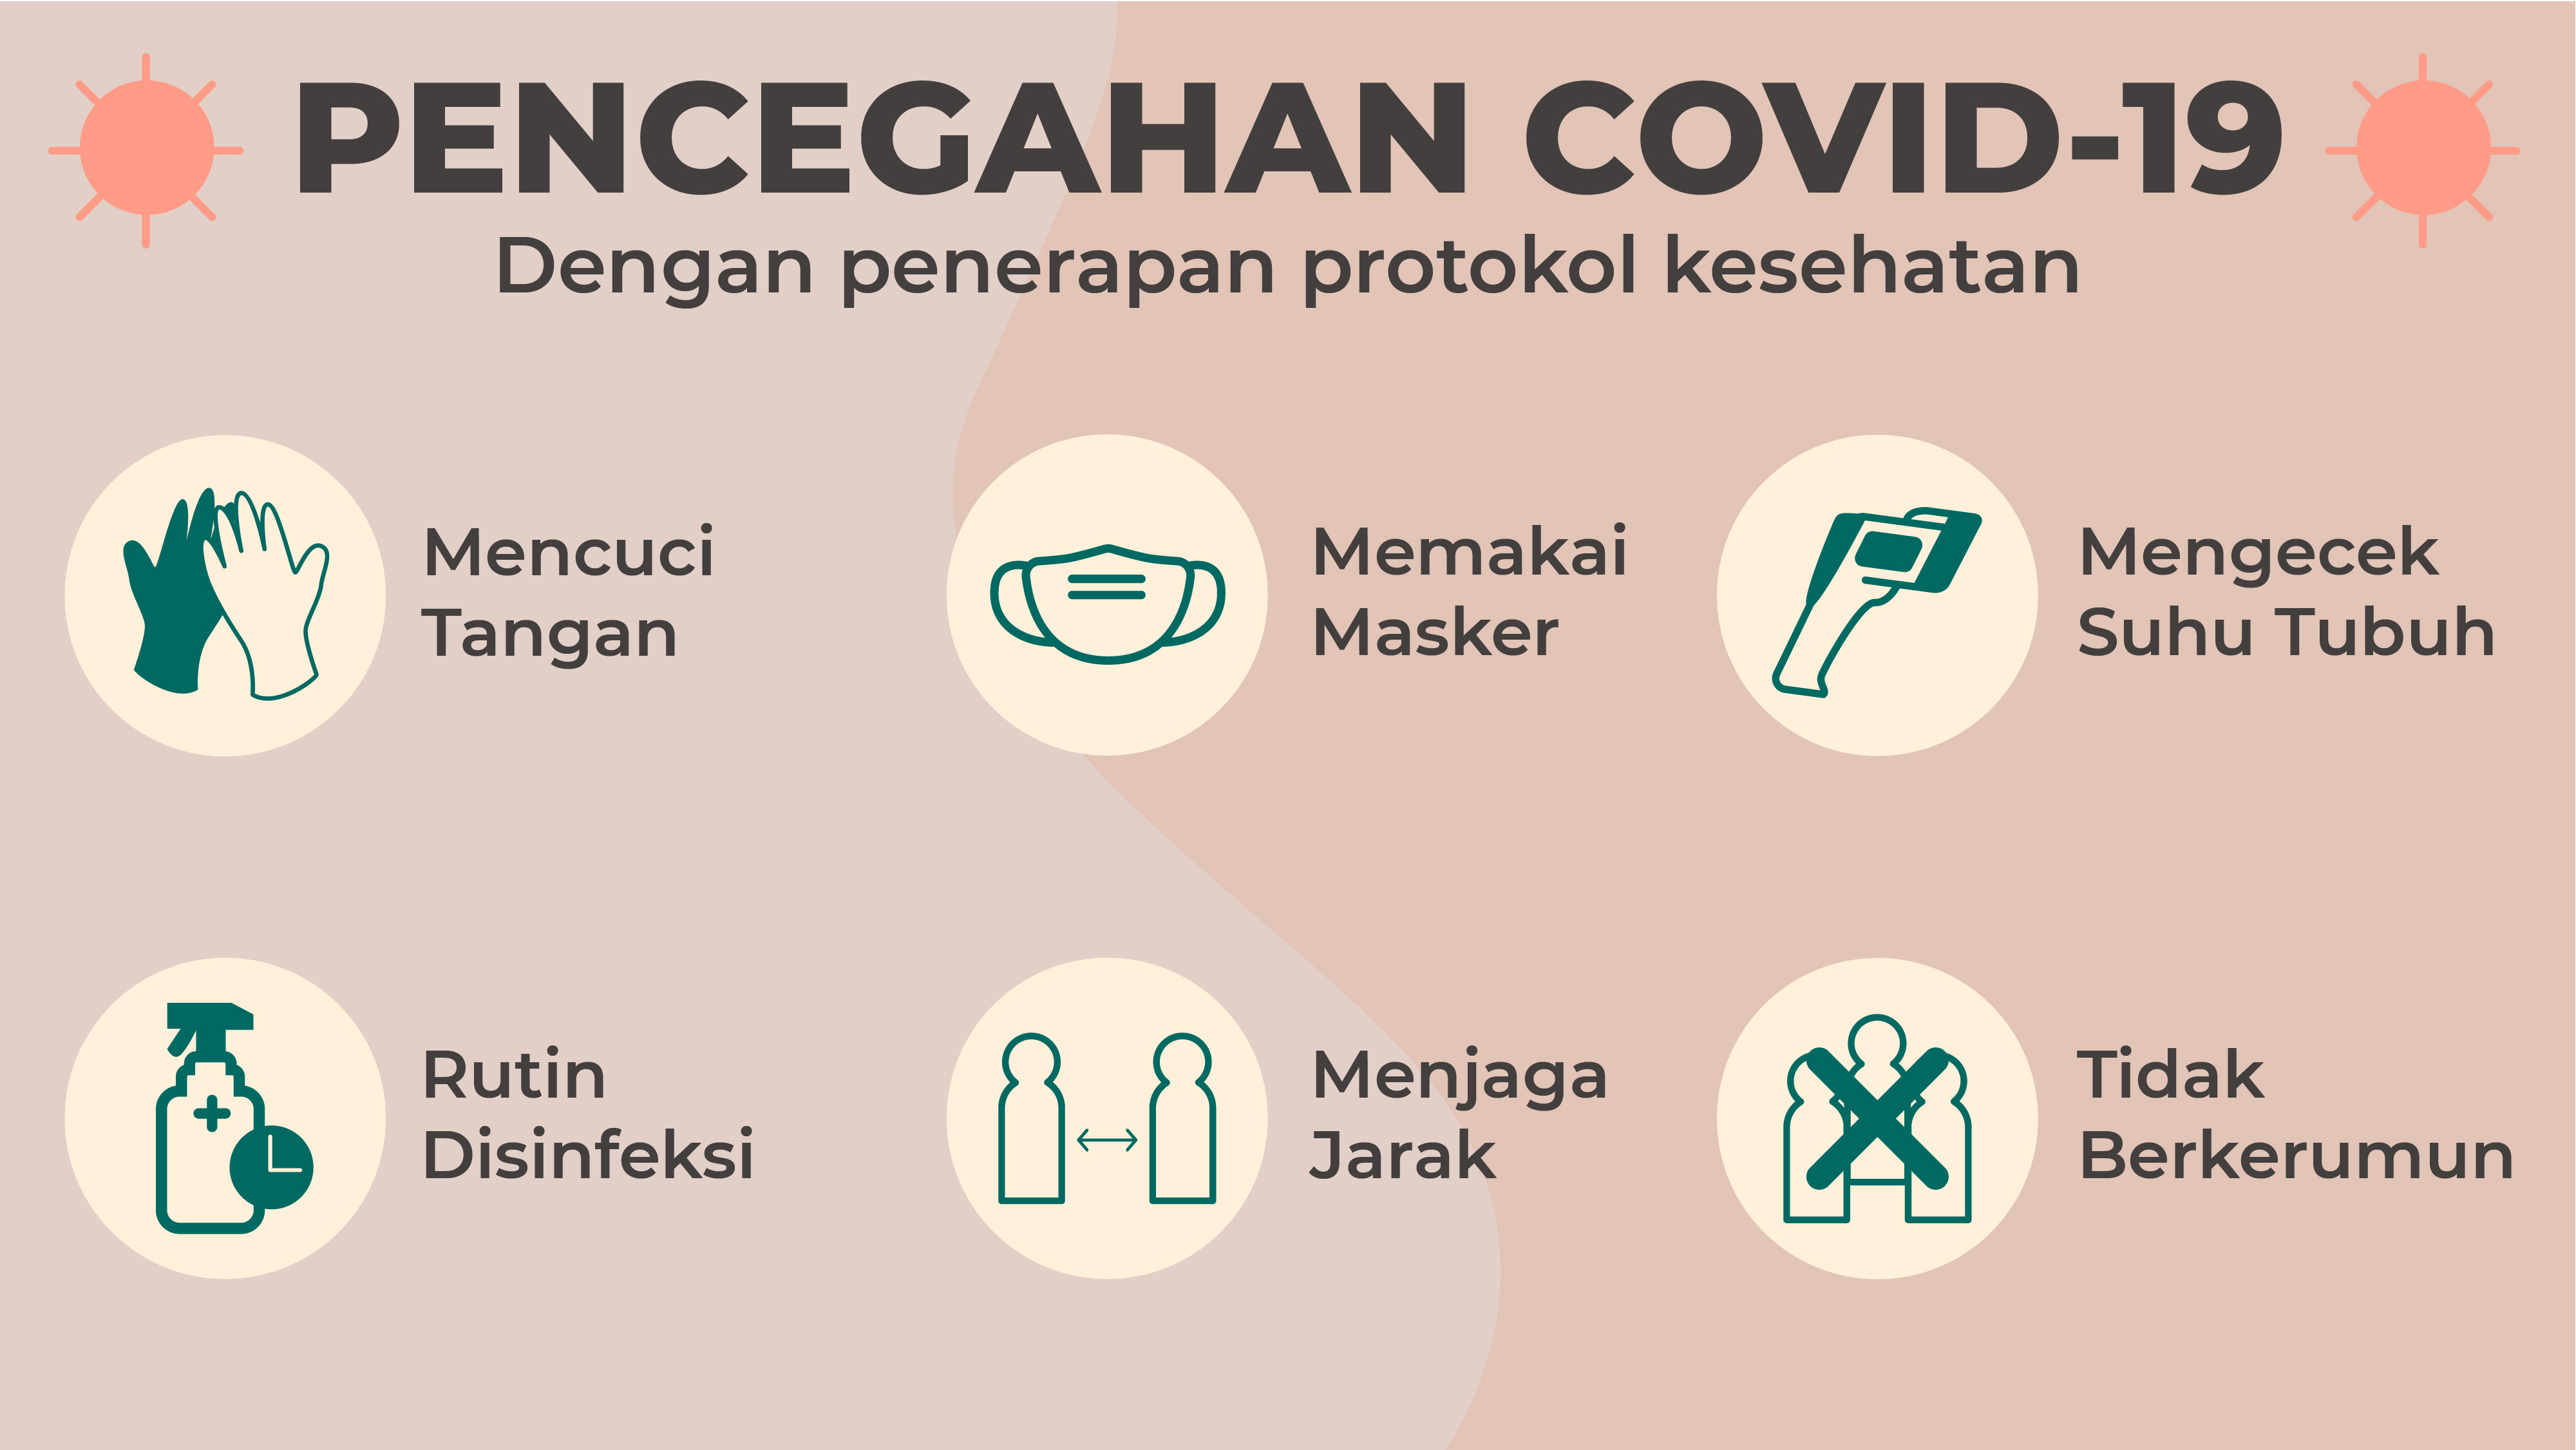 PENCEGAHAN COVID-19
Dengan penerapan protokol kesehatan
Mencuci
Tangan
Memakai
Masker
Mengecek
Suhu Tubuh
Rutin
Disinfeksi
Menjaga
Jarak
Tidak
Berkerumun